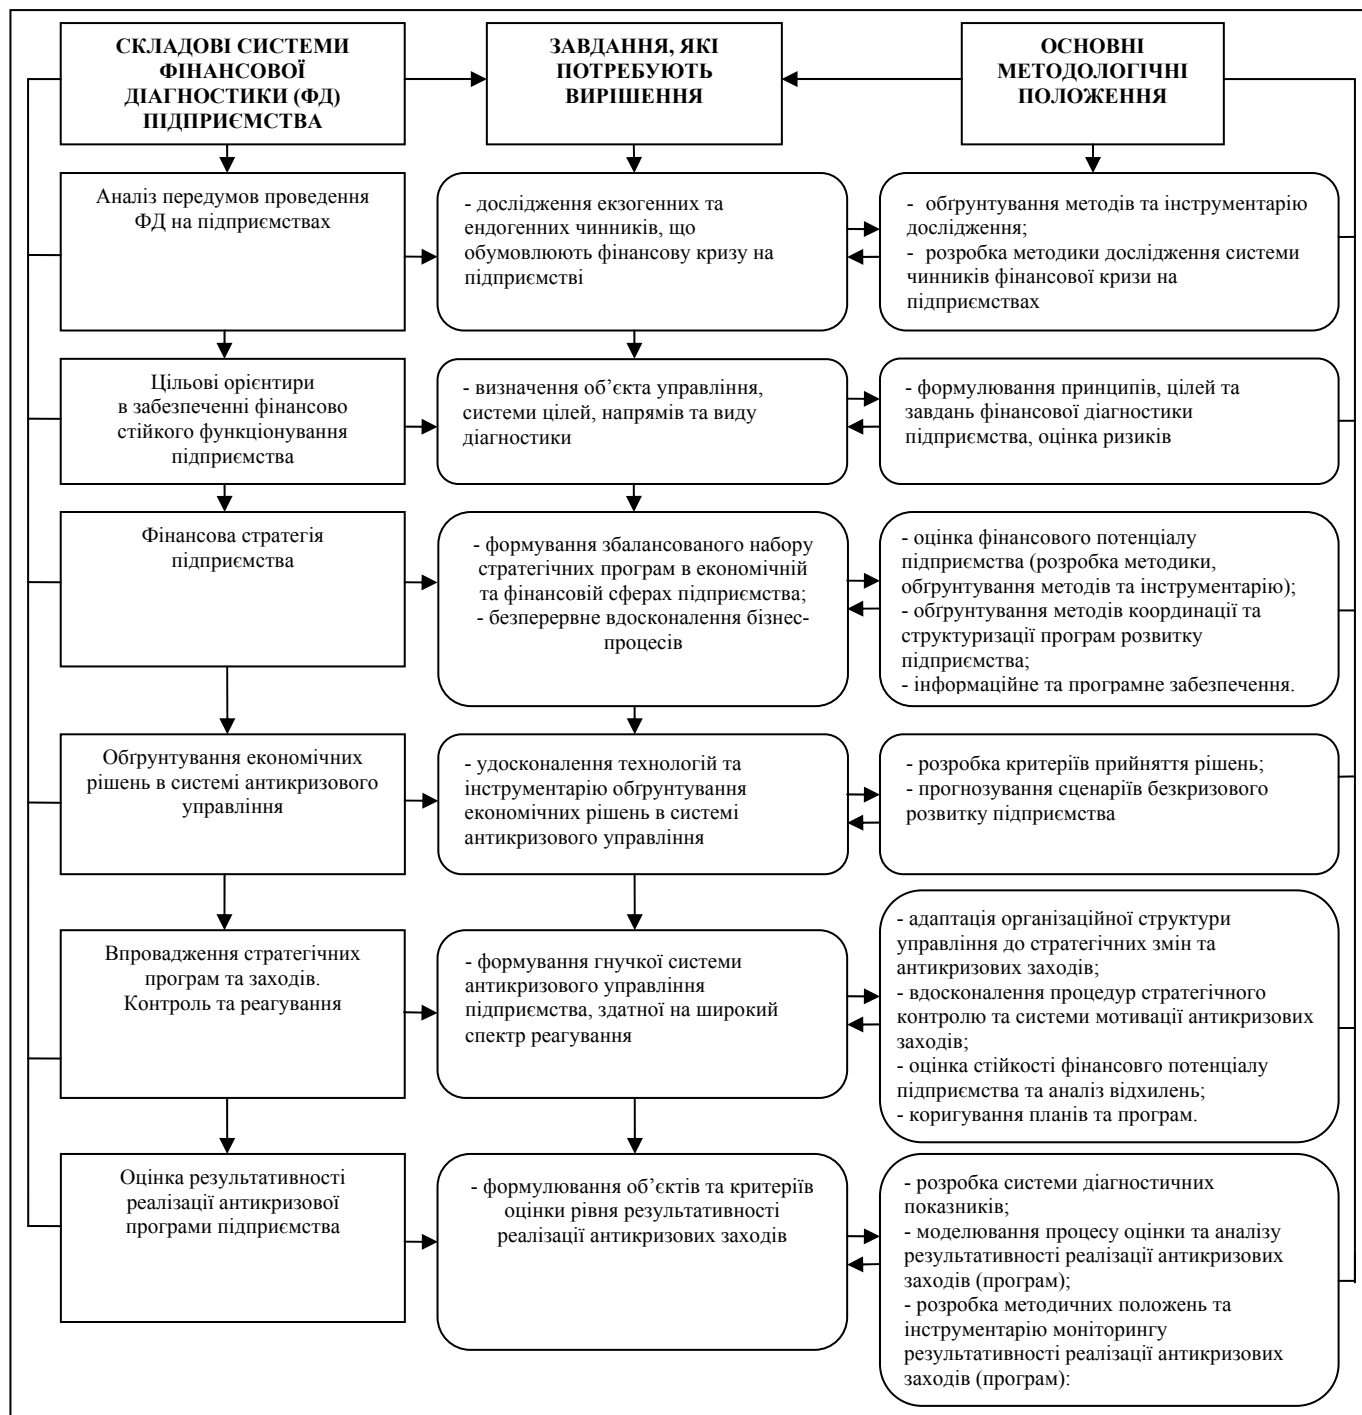 СКЛАДОВІ СИСТЕМИ
ФІНАНСОВОЇ
ДІАГНОСТИКИ (ФД)
ПІДПРИЄМСТВА
ЗАВДАННЯ, ЯКІ
ПОТРЕБУЮТЬ
ВИРІШЕННЯ
ОСНОВНІ
МЕТОДОЛОГІЧНІ
ПОЛОЖЕННЯ
Аналіз передумов проведення
ФД на підприємствах
- дослідження екзогенних та
ендогенних чинників, що
обумовлюють фінансову кризу на
підприємстві
- обґрунтування методів та інструментарію
дослідження;
- розробка методики дослідження системи
чинників фінансової кризи на
підприємствах
Цільові орієнтири
в забезпеченні фінансово
стійкого функціонування
підприємства
- визначення об’єкта управління,
системи цілей, напрямів та виду
діагностики
- формулювання принципів, цілей та
завдань фінансової діагностики
підприємства, оцінка ризиків
Фінансова стратегія
підприємства
- формування збалансованого набору
стратегічних програм в економічній
та фінансовій сферах підприємства;
- безперервне вдосконалення бізнес-
процесів
- оцінка фінансового потенціалу
підприємства (розробка методики,
обґрунтування методів та інструментарію);
- обґрунтування методів координації та
структуризації програм розвитку
підприємства;
- інформаційне та програмне забезпечення.
Обґрунтування економічних
рішень в системі антикризового
управління
- удосконалення технологій та
інструментарію обґрунтування
економічних рішень в системі
антикризового управління
- розробка критеріїв прийняття рішень;
- прогнозування сценаріїв безкризового
розвитку підприємства
Впровадження стратегічних
програм та заходів.
Контроль та реагування
- формування гнучкої системи
антикризового управління
підприємства, здатної на широкий
спектр реагування
- адаптація організаційної структури
управління до стратегічних змін та
антикризових заходів;
- вдосконалення процедур стратегічного
контролю та системи мотивації антикризових
заходів;
- оцінка стійкості фінансовго потенціалу
підприємства та аналіз відхилень;
- коригування планів та програм.
Оцінка результативності
реалізації антикризової
програми підприємства
- формулювання об’єктів та критеріїв
оцінки рівня результативності
реалізації антикризових заходів
- розробка системи діагностичних
показників;
- моделювання процесу оцінки та аналізу
результативності реалізації антикризових
заходів (програм);
- розробка методичних положень та
інструментарію моніторингу
результативності реалізації антикризових
заходів (програм):